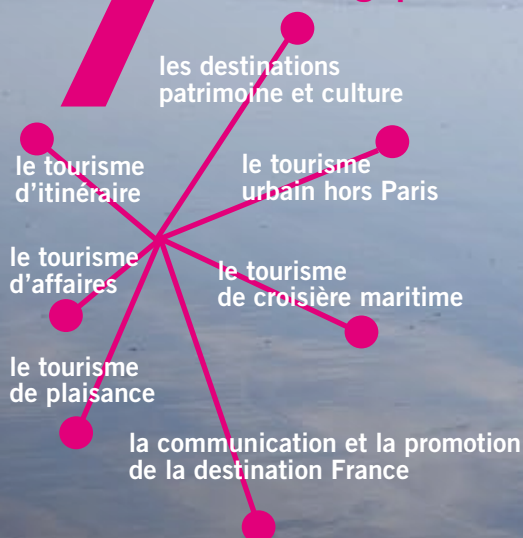 les destinations
patrimoine et culture
le tourisme
d'itinéraire
le tourisme
urbain hors Paris
le tourisme
d'affaires
le tourisme
de croisière maritime
le tourisme
de plaisance
la communication et la promotion
de la destination France